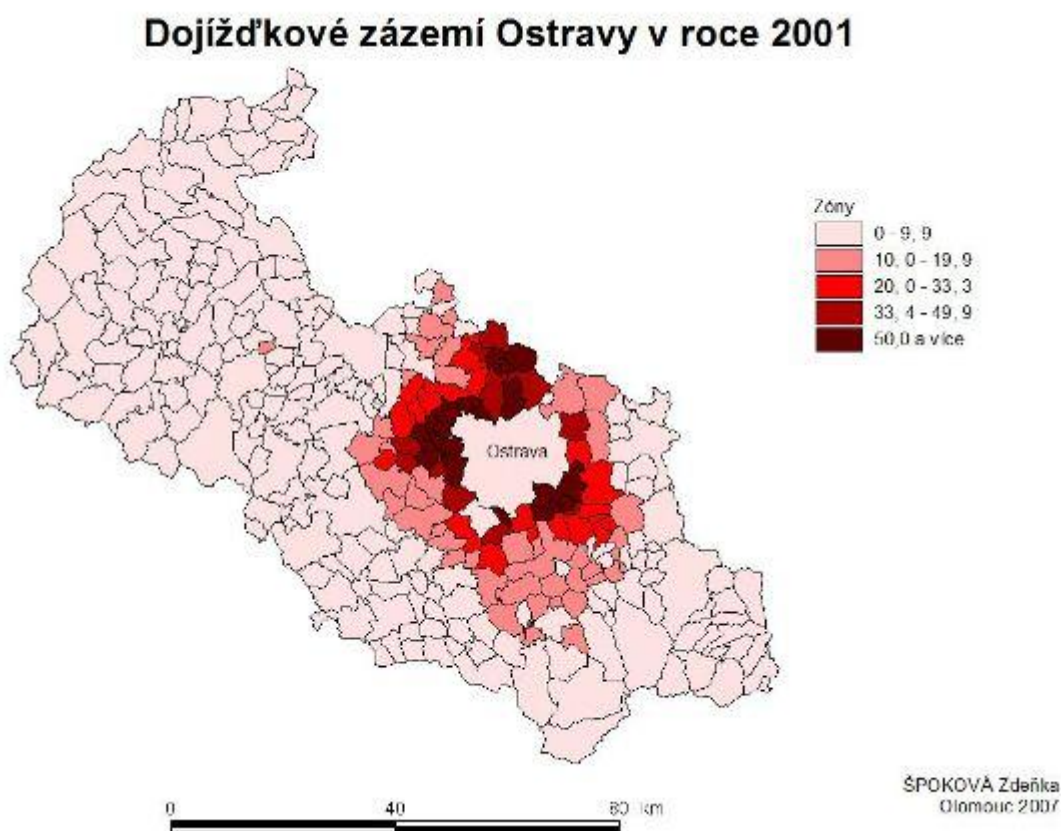 Dojížďkové zázemí Ostravy v roce 2001
Zóny
0 - 9, 9
10, 0 - 19, 9
20, 0 - 33, 3
33, 4 - 49, 9
50,0 a více
Ostrava
0 40 80 km
ŠPOKOVÁ Zdeňka
Olomouc 2007